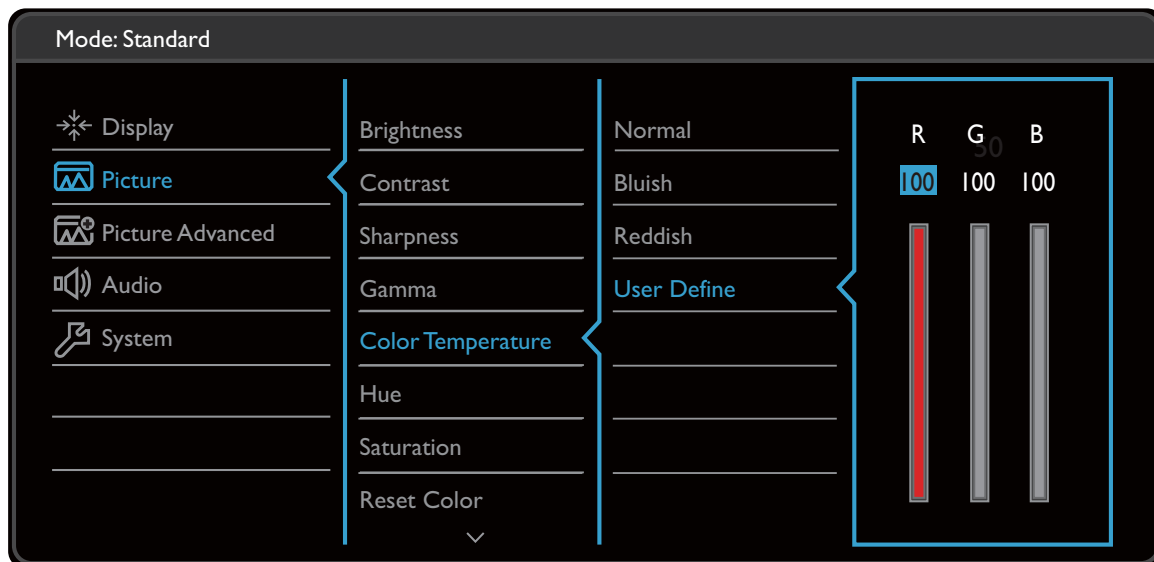 Mode: Standard
Display
Picture
Picture Advanced
Audio
System
Brightness
Contrast
Sharpness
Gamma
Color Temperature
Hue
Saturation
Reset Color
Normal
Bluish
Reddish
User Define
R G B
50
100 100 100